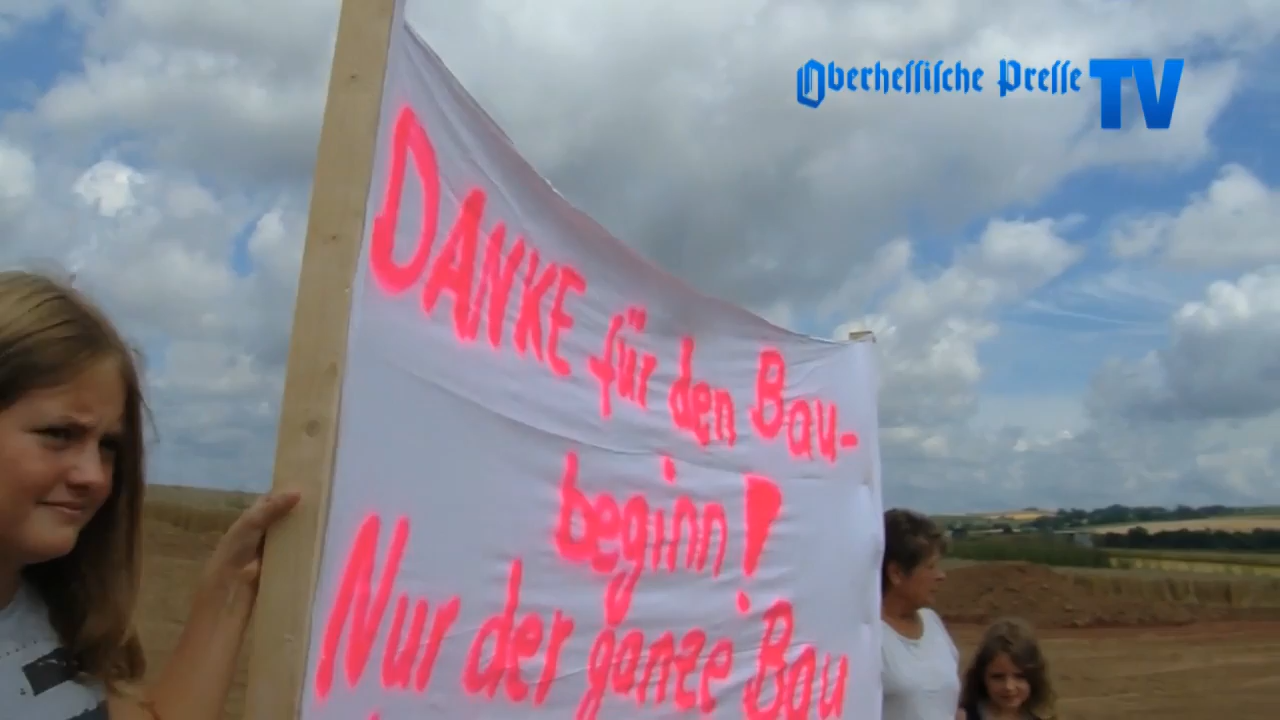 Oberhessische Presse TV
DANKE für den Bau-
beginn!
Nur der ganze Bau